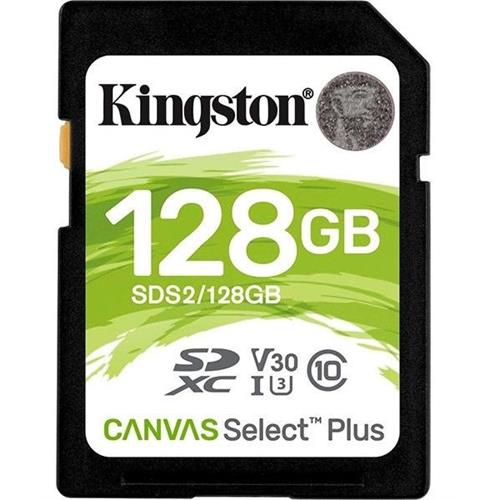 Kingston®
128GB
SDS2/128GB
SD XC V30 I U3 10
CANVAS Select™ Plus